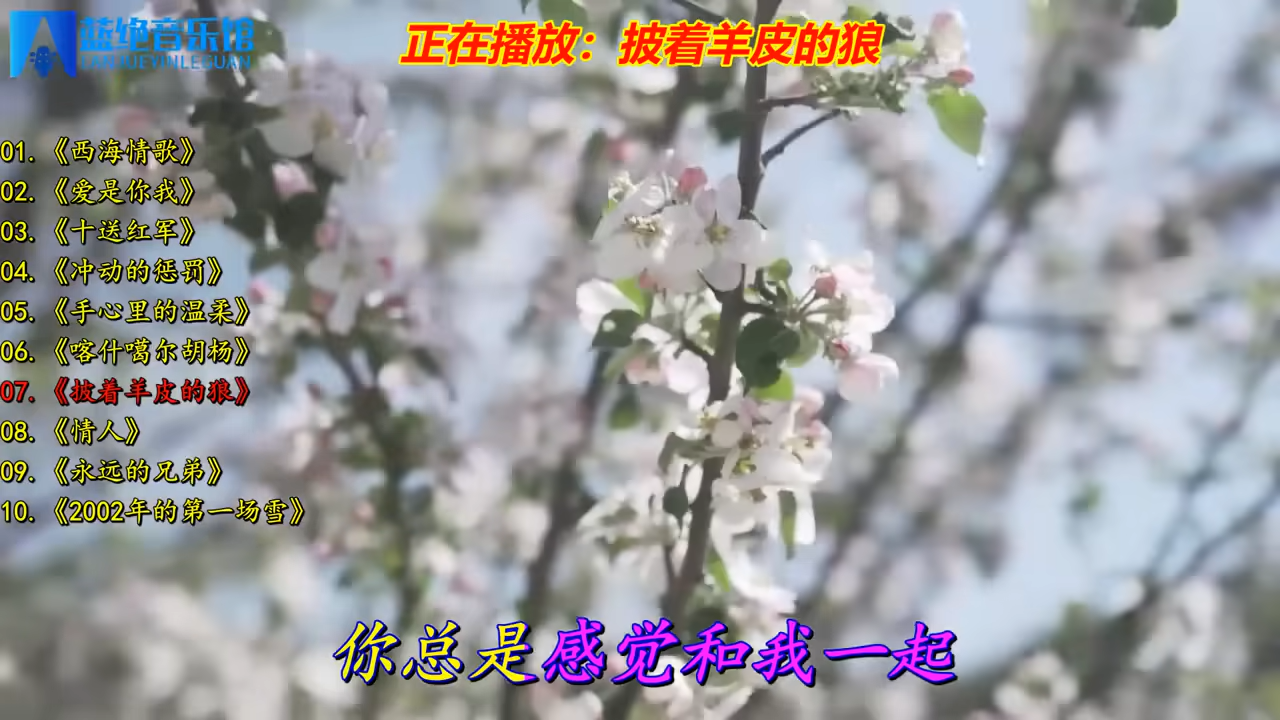 蓝绝音乐馆
LANJUEYINLEGUAN
正在播放：披着羊皮的狼
01.《西海情歌》
02.《爱是你我》
03.《十送红军》
04.《冲动的惩罚》
05.《手心里的温柔》
06.《喀什噶尔胡杨》
07.《披着羊皮的狼》
08.《情人》
09.《永远的兄弟》
10.《2002年的第一场雪》
你总是感觉和我一起